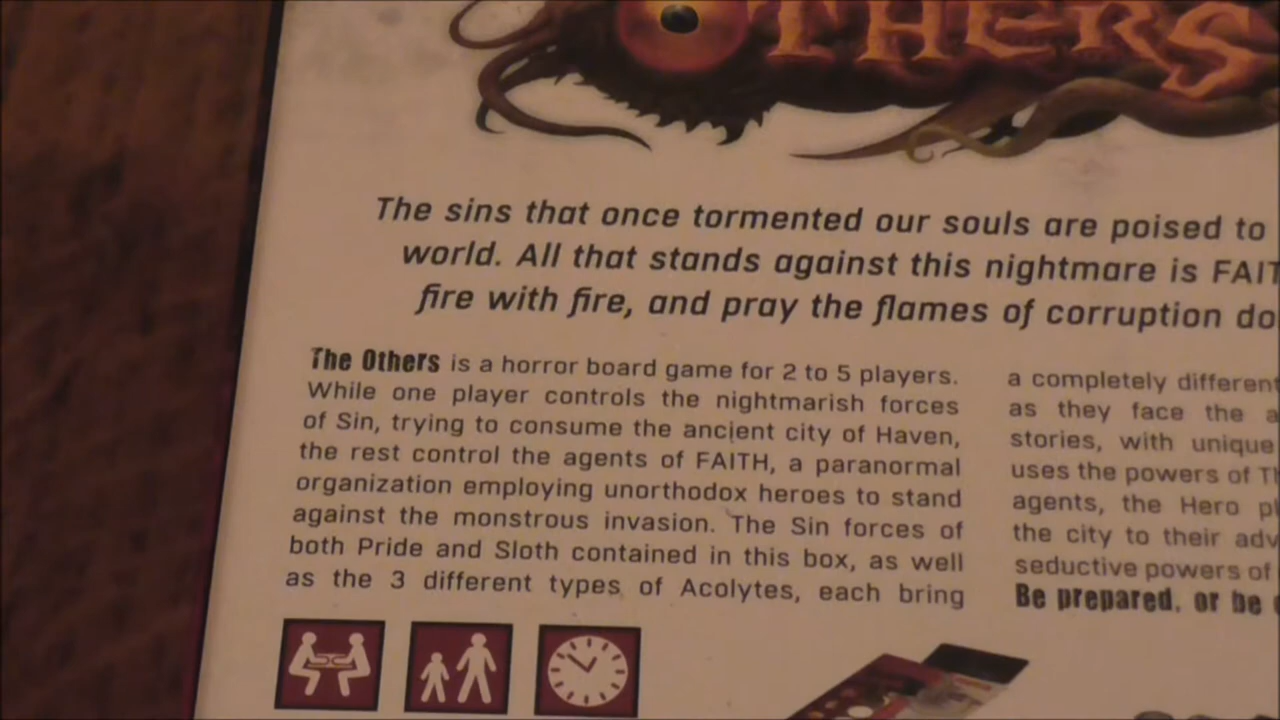 OTHERS
The sins that once tormented our souls are poised to
world. All that stands against this nightmare is FAIT
fire with fire, and pray the flames of corruption do
The Others is a horror board game for 2 to 5 players.
While one player controls the nightmarish forces
of Sin, trying to consume the ancient city of Haven,
the rest control the agents of FAITH, a paranormal
organization employing unorthodox heroes to stand
against the monstrous invasion. The Sin forces of
both Pride and Sloth contained in this box, as well
as the 3 different types of Acolytes, each bring
a completely different
as they face the a
stories, with unique
uses the powers of T
agents, the Hero pl
the city to their adv
seductive powers of
Be prepared, or be